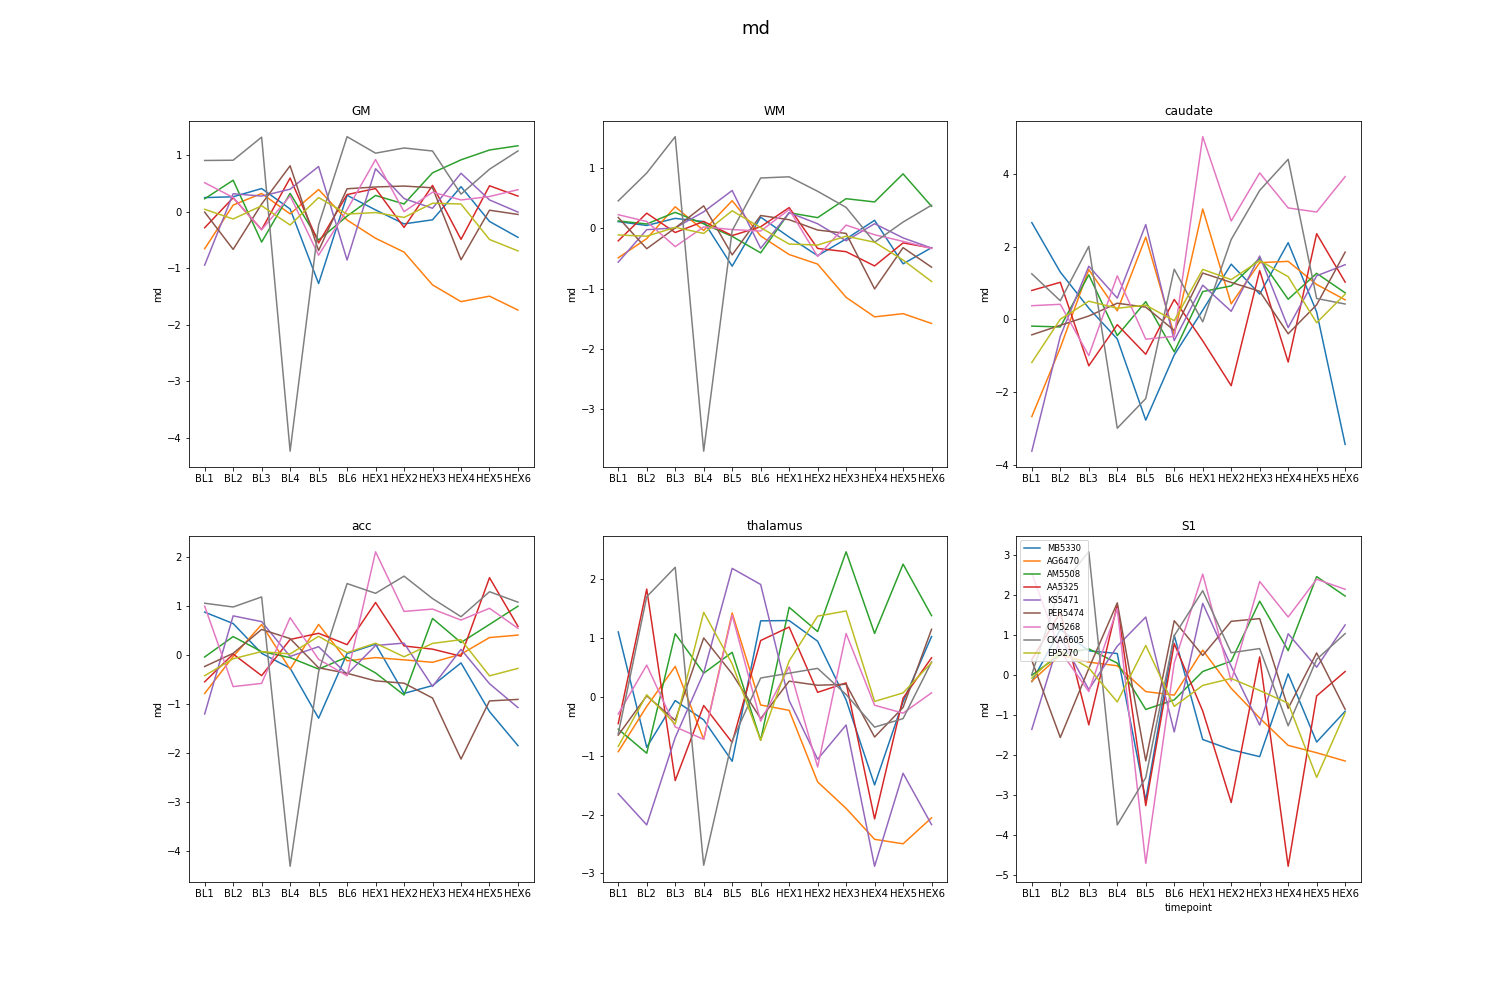 md
GM
WM
caudate
md
1
0
−1
−2
−3
−4
BL1 BL2 BL3 BL4 BL5 BL6 HEX1 HEX2 HEX3 HEX4 HEX5 HEX6
md
1
0
−1
−2
−3
BL1 BL2 BL3 BL4 BL5 BL6 HEX1 HEX2 HEX3 HEX4 HEX5 HEX6
md
4
2
0
−2
−4
BL1 BL2 BL3 BL4 BL5 BL6 HEX1 HEX2 HEX3 HEX4 HEX5 HEX6
acc
thalamus
S1
md
2
1
0
−1
−2
−3
−4
BL1 BL2 BL3 BL4 BL5 BL6 HEX1 HEX2 HEX3 HEX4 HEX5 HEX6
md
2
1
0
−1
−2
−3
BL1 BL2 BL3 BL4 BL5 BL6 HEX1 HEX2 HEX3 HEX4 HEX5 HEX6
md
3
2
1
0
−1
−2
−3
−4
−5
MB5330
AG6470
AM5508
AA5325
KS5471
PER5474
CM5268
CKA6605
EP5270
BL1 BL2 BL3 BL4 BL5 BL6 HEX1 HEX2 HEX3 HEX4 HEX5 HEX6
timepoint